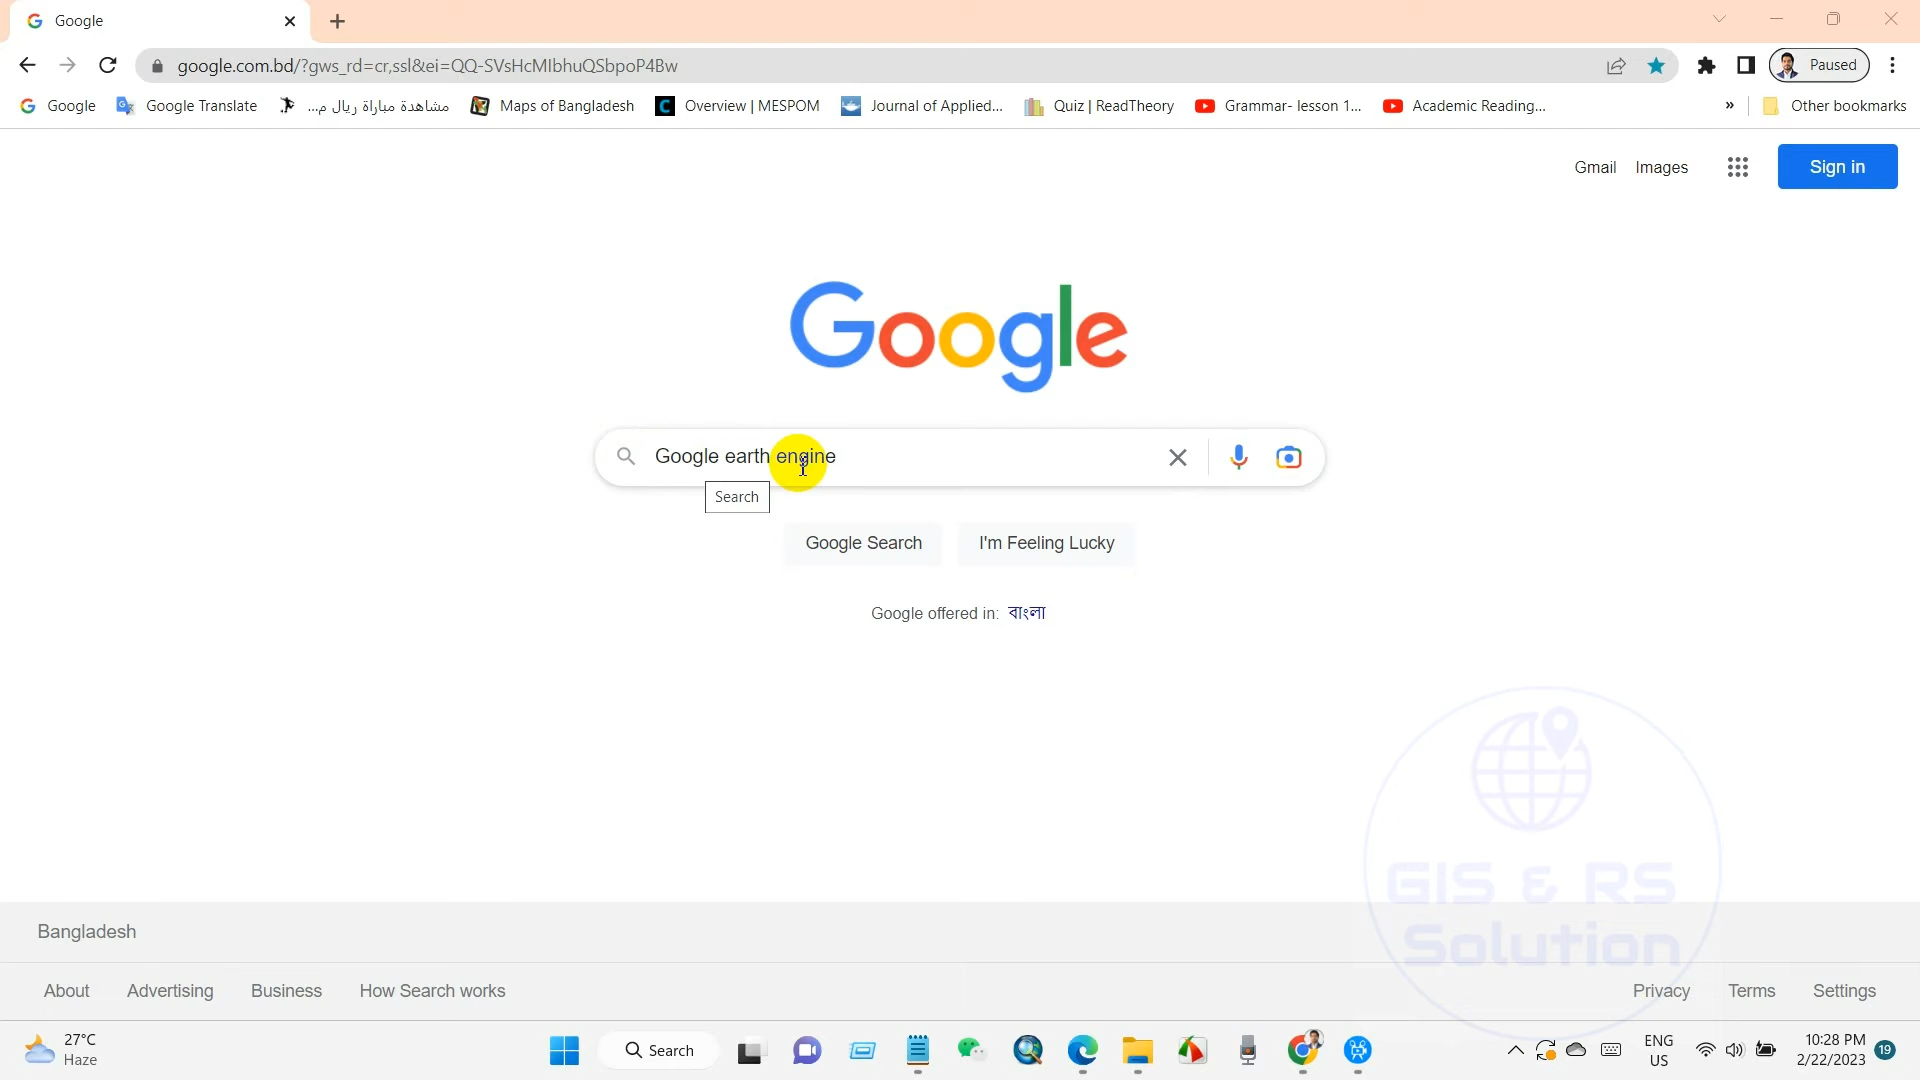 Google
google.com.bd/?gws_rd=cr,ssl&ei=QQ-SVsHcMIbhuQSbpoP4Bw
Paused
Google
Google Translate
مشاهدة مباراة ريال م...
Maps of Bangladesh
Overview | MESPOM
Journal of Applied...
Quiz | ReadTheory
Grammar- lesson 1...
Academic Reading...
»
Other bookmarks
Gmail
Images
Sign in
Google
Google earth engine
Search
Google Search
I'm Feeling Lucky
Google offered in: বাংলা
GIS & RS
Solution
Bangladesh
About
Advertising
Business
How Search works
Privacy
Terms
Settings
27°C
Haze
Search
ENG
US
10:28 PM
2/22/2023
19